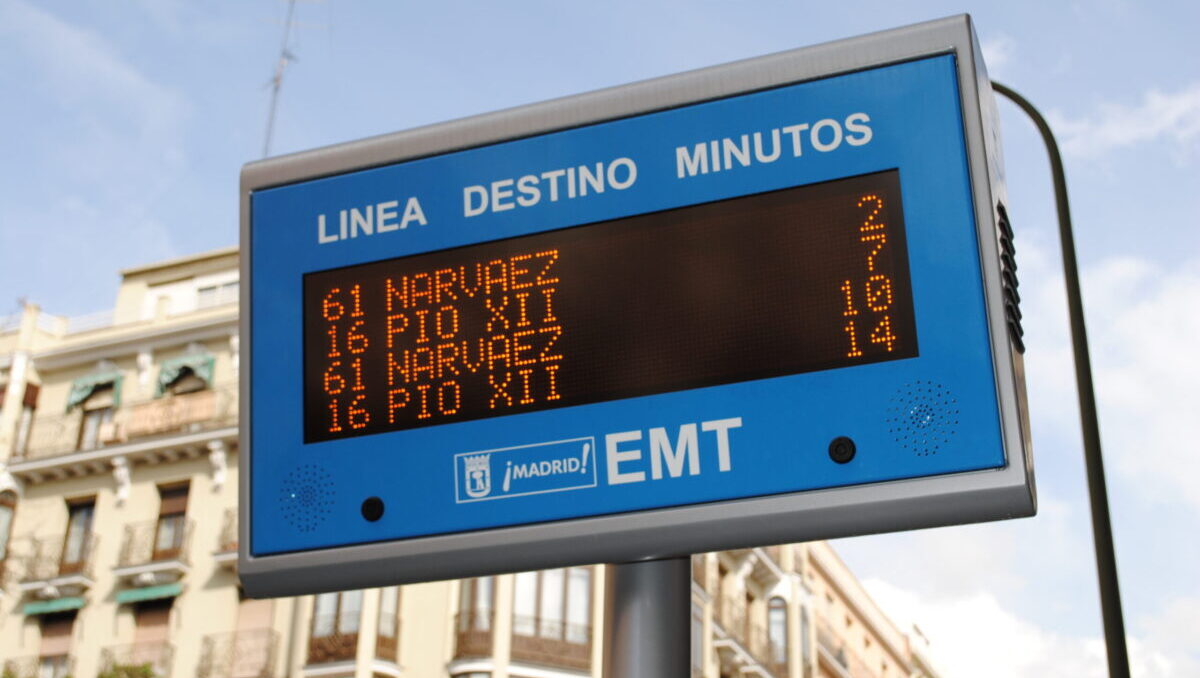 LINEA DESTINO MINUTOS
61 NARVAEZ 2
16 PIO XII 7
61 NARVAEZ 10
16 PIO XII 14
¡MADRID! EMT